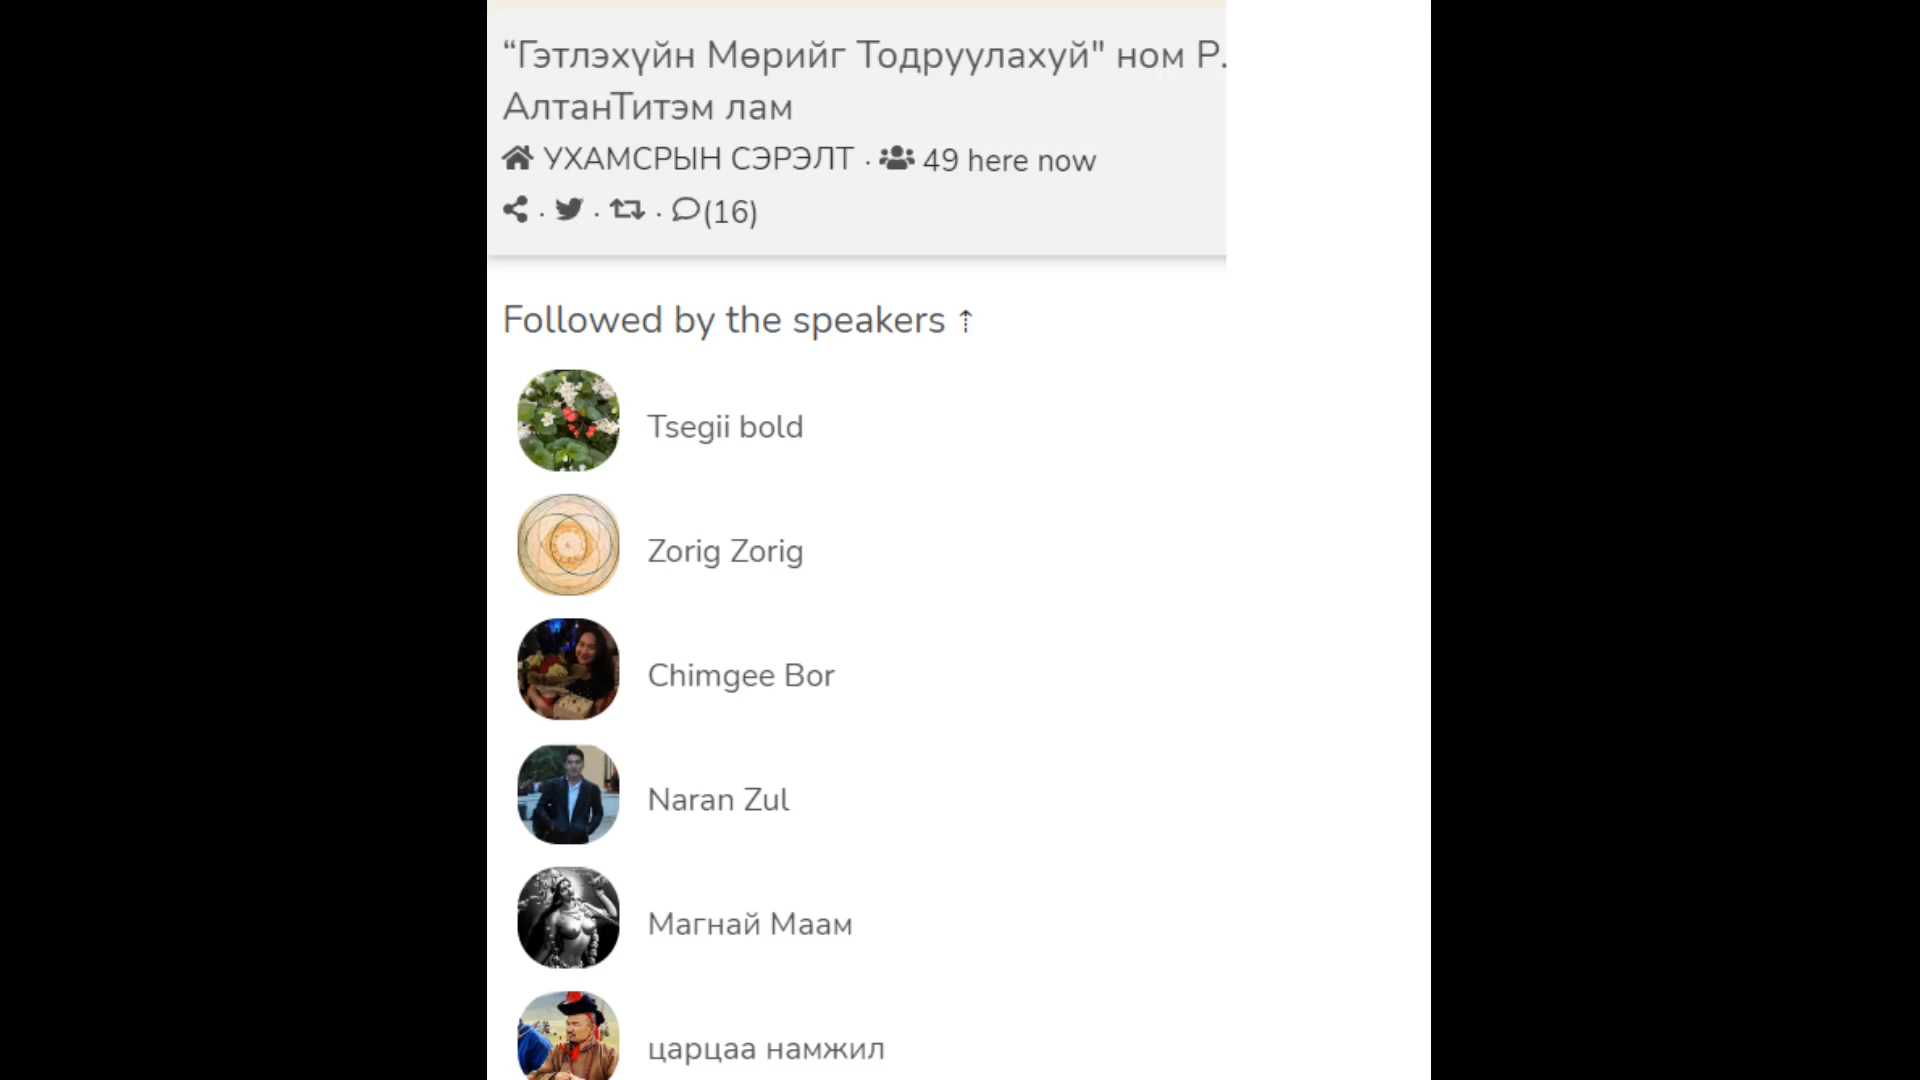 “Гэтлэхүйн Мөрийг Тодруулахуй" ном Р.
АлтанТитэм лам
УХАМСРЫН СЭРЭЛТ · 49 here now
· · · (16)
Followed by the speakers ⇡
Tsegii bold
Zorig Zorig
Chimgee Bor
Naran Zul
Магнай Маам
царцаа намжил